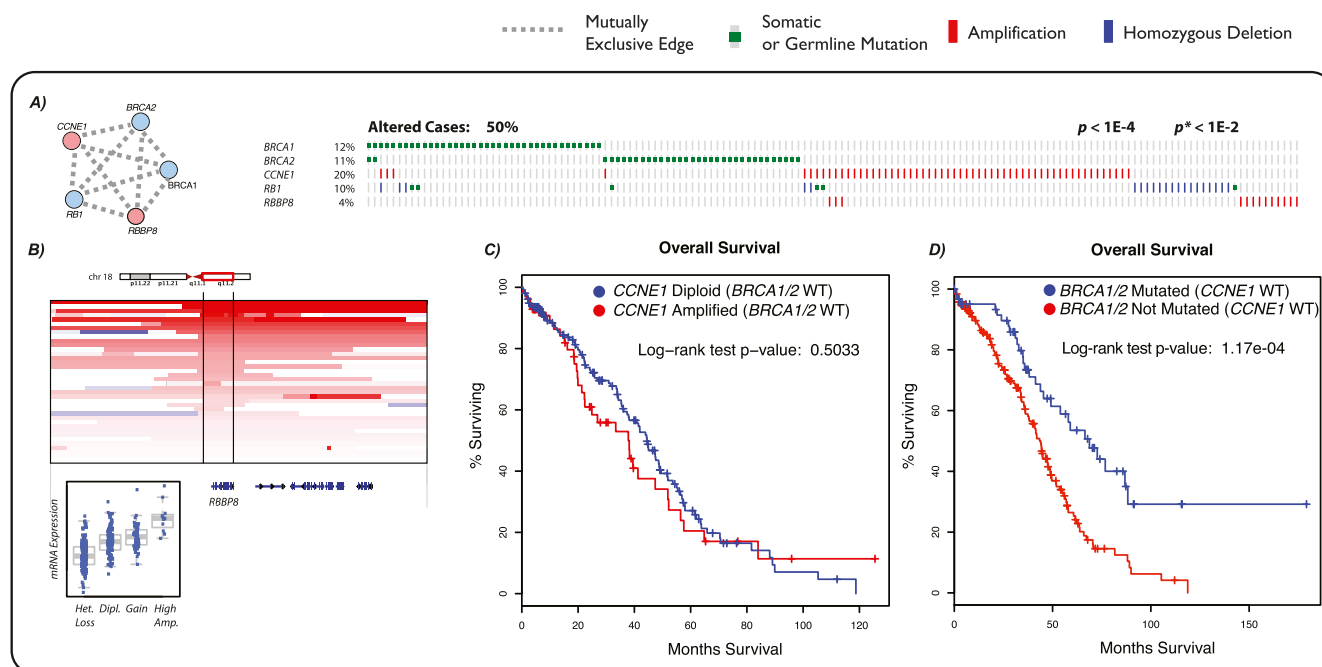 Mutually
Exclusive Edge
Somatic
or Germline Mutation
Amplification
Homozygous Deletion
A)
BRCA2
CCNE1
BRCA1
RB1
RBBP8
Altered Cases: 50%
p < 1E-4
p* < 1E-2
BRCA1 12%
BRCA2 11%
CCNE1 20%
RB1 10%
RBBP8 4%
B)
chr 18
p11.22 p11.21 q11.1 q11.2
RBBP8
mRNA Expression
Het. Dipl. Gain High
Loss Amp.
C)
Overall Survival
CCNE1 Diploid (BRCA1/2 WT)
CCNE1 Amplified (BRCA1/2 WT)
Log-rank test p-value: 0.5033
% Surviving
100
80
60
40
20
0
0 20 40 60 80 100 120
Months Survival
D)
Overall Survival
BRCA1/2 Mutated (CCNE1 WT)
BRCA1/2 Not Mutated (CCNE1 WT)
Log-rank test p-value: 1.17e-04
% Surviving
100
80
60
40
20
0
0 50 100 150
Months Survival